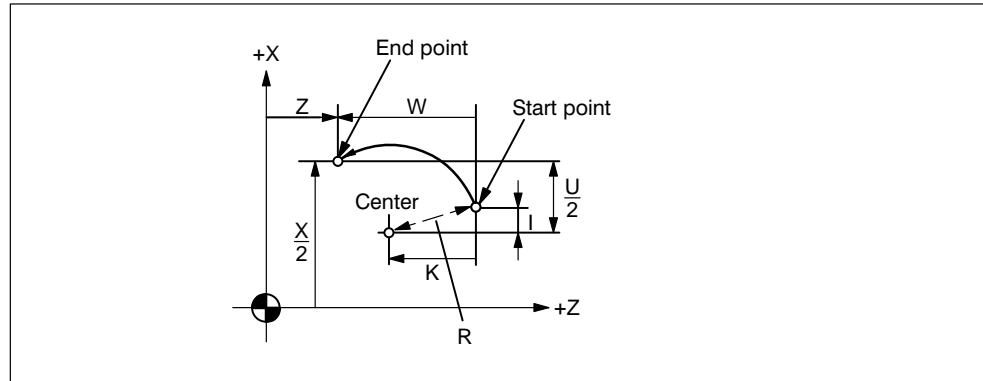 End point
+X
Z
W
Start point
U
2
Center
I
X
2
K
+Z
R